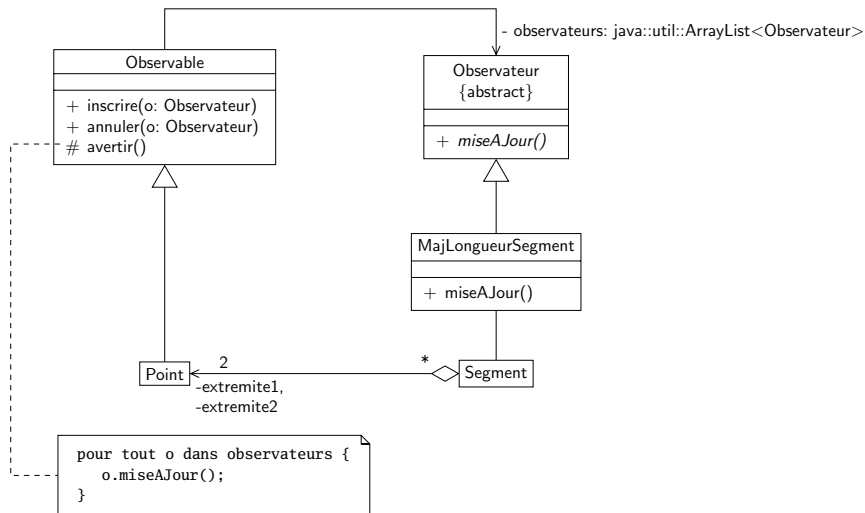 - observateurs: java::util::ArrayList<Observateur>
Observable
+ inscrire(o: Observateur)
+ annuler(o: Observateur)
# avertir()
Observateur
{abstract}
+ miseAJour()
MajLongueurSegment
+ miseAJour()
Point
2
*
Segment
-extremite1,
-extremite2
pour tout o dans observateurs {
o.miseAJour();
}